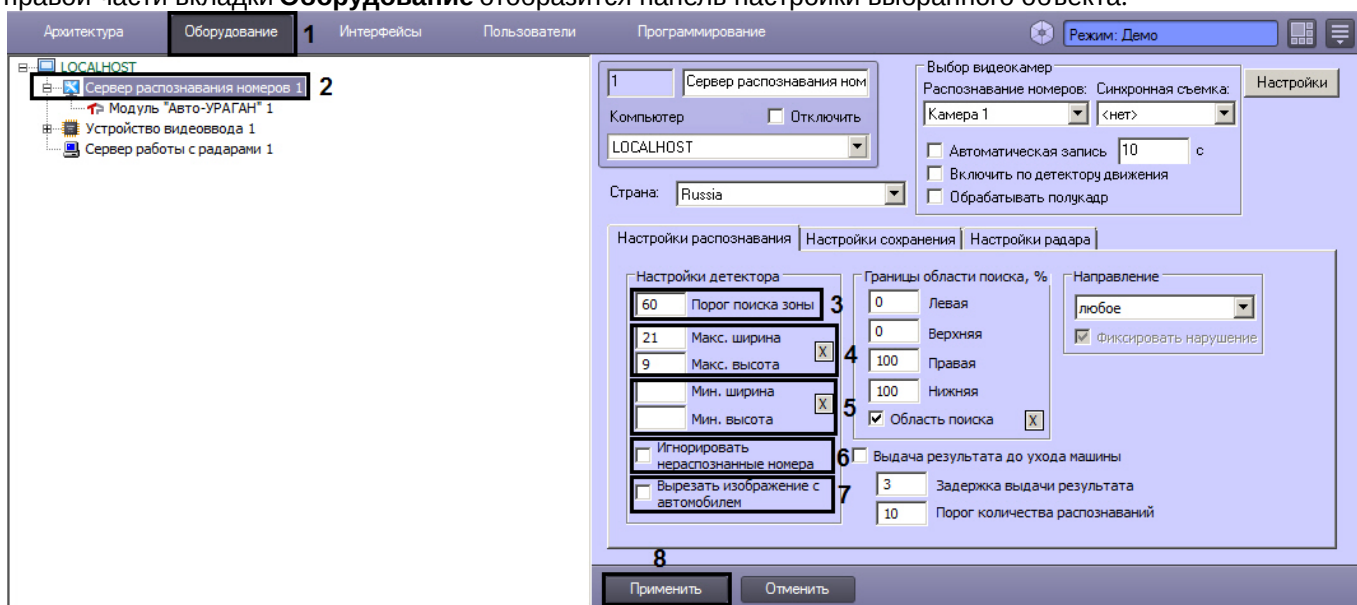 правой части вкладки Оборудование отобразится панель настройки выбранного объекта.
Архитектура Оборудование 1 Интерфейсы Пользователи Программирование Режим: Демо
LOCALHOST
Сервер распознавания номеров 1 2
Модуль "Авто-УРАГАН" 1
Устройство видеоввода 1
Сервер работы с радарами 1
1 Сервер распознавания ном
Компьютер Отключить
LOCALHOST
Страна: Russia
Выбор видеокамер
Распознавание номеров: Синхронная съемка:
Камера 1 <нет>
Автоматическая запись 10 с
Включить по детектору движения
Обрабатывать полукадр
Настройки
Настройки распознавания Настройки сохранения Настройки радара
Настройки детектора
60 Порог поиска зоны 3
21 Макс. ширина
9 Макс. высота
X 4
Мин. ширина
Мин. высота
X 5
Игнорировать
нераспознанные номера 6
Вырезать изображение с
автомобилем 7
Границы области поиска, %
0 Левая
0 Верхняя
100 Правая
100 Нижняя
Область поиска X
Направление
любое
Фиксировать нарушение
Выдача результата до ухода машины
3 Задержка выдачи результата
10 Порог количества распознаваний
8
Применить Отменить